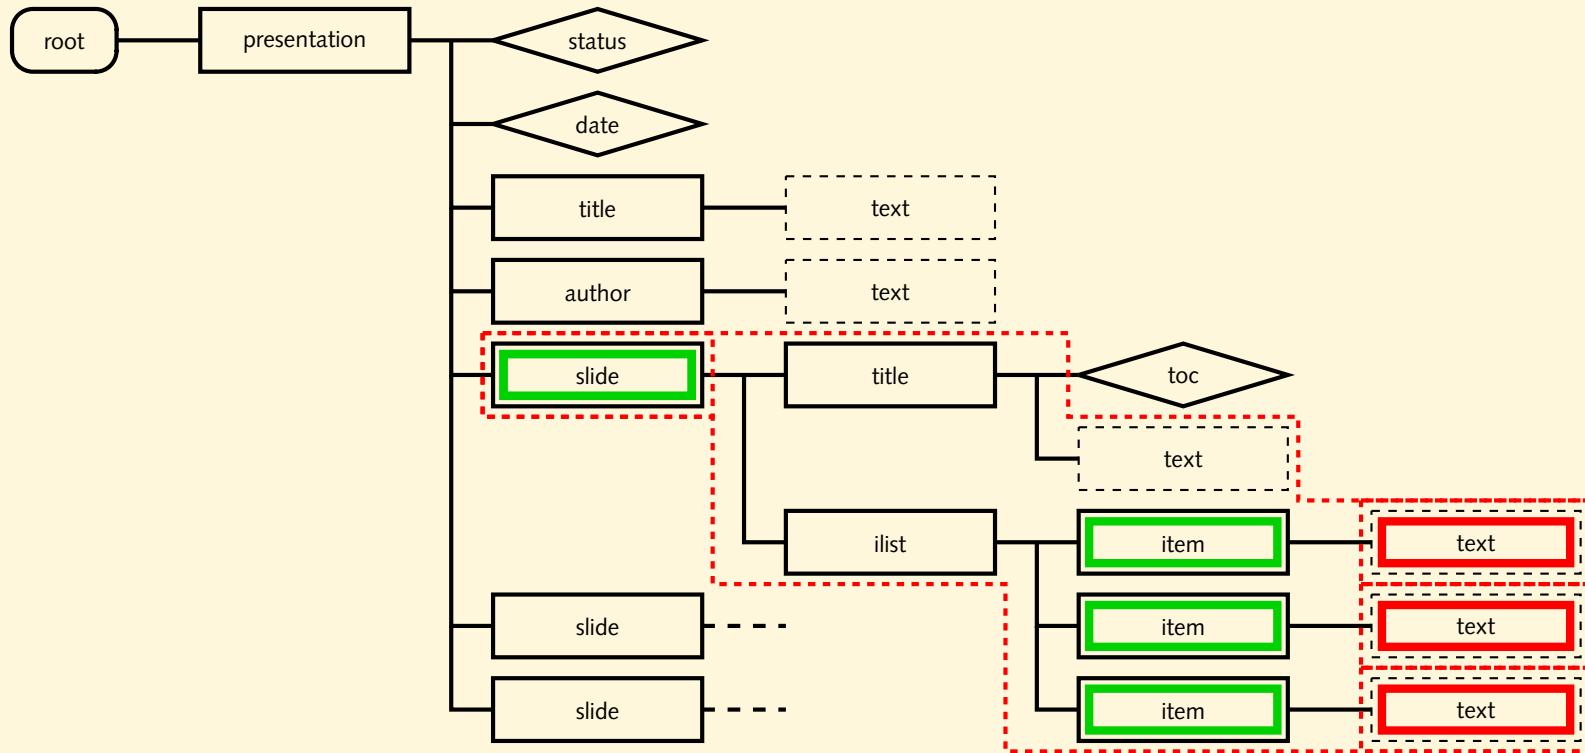 root presentation status
date
title text
author text
slide title toc
text
ilist item text
slide item text
slide item text